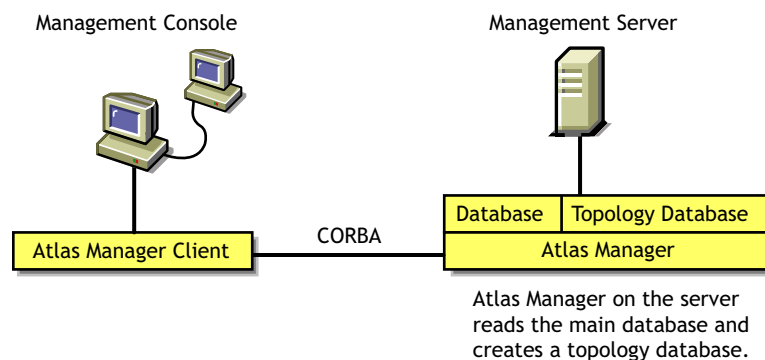 Management Console
Management Server
Database
Topology Database
Atlas Manager Client
CORBA
Atlas Manager
Atlas Manager on the server
reads the main database and
creates a topology database.